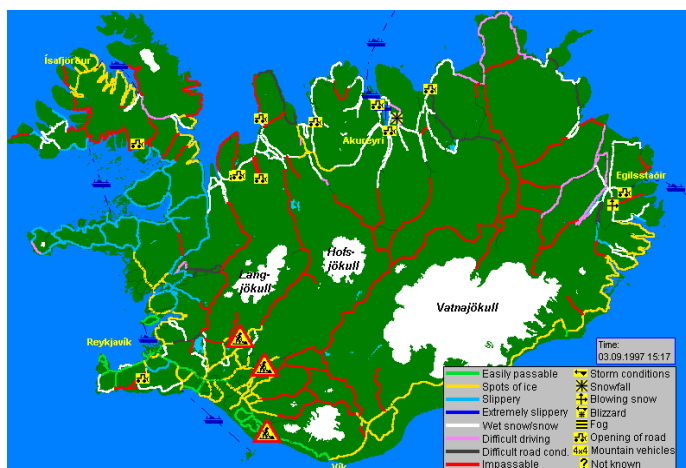 Ísafjörður
Akureyri
Egilsstaðir
Hofs-
jökull
Lang-
jökull
Vatnajökull
Reykjavík
Vík
Time:
03.09.1997 15:17
Easily passable
Spots of ice
Slippery
Extremely slippery
Wet snow/snow
Difficult driving
Difficult road cond.
Impassable
Storm conditions
Snowfall
Blowing snow
Blizzard
Fog
Opening of road
4x4 Mountain vehicles
? Not known